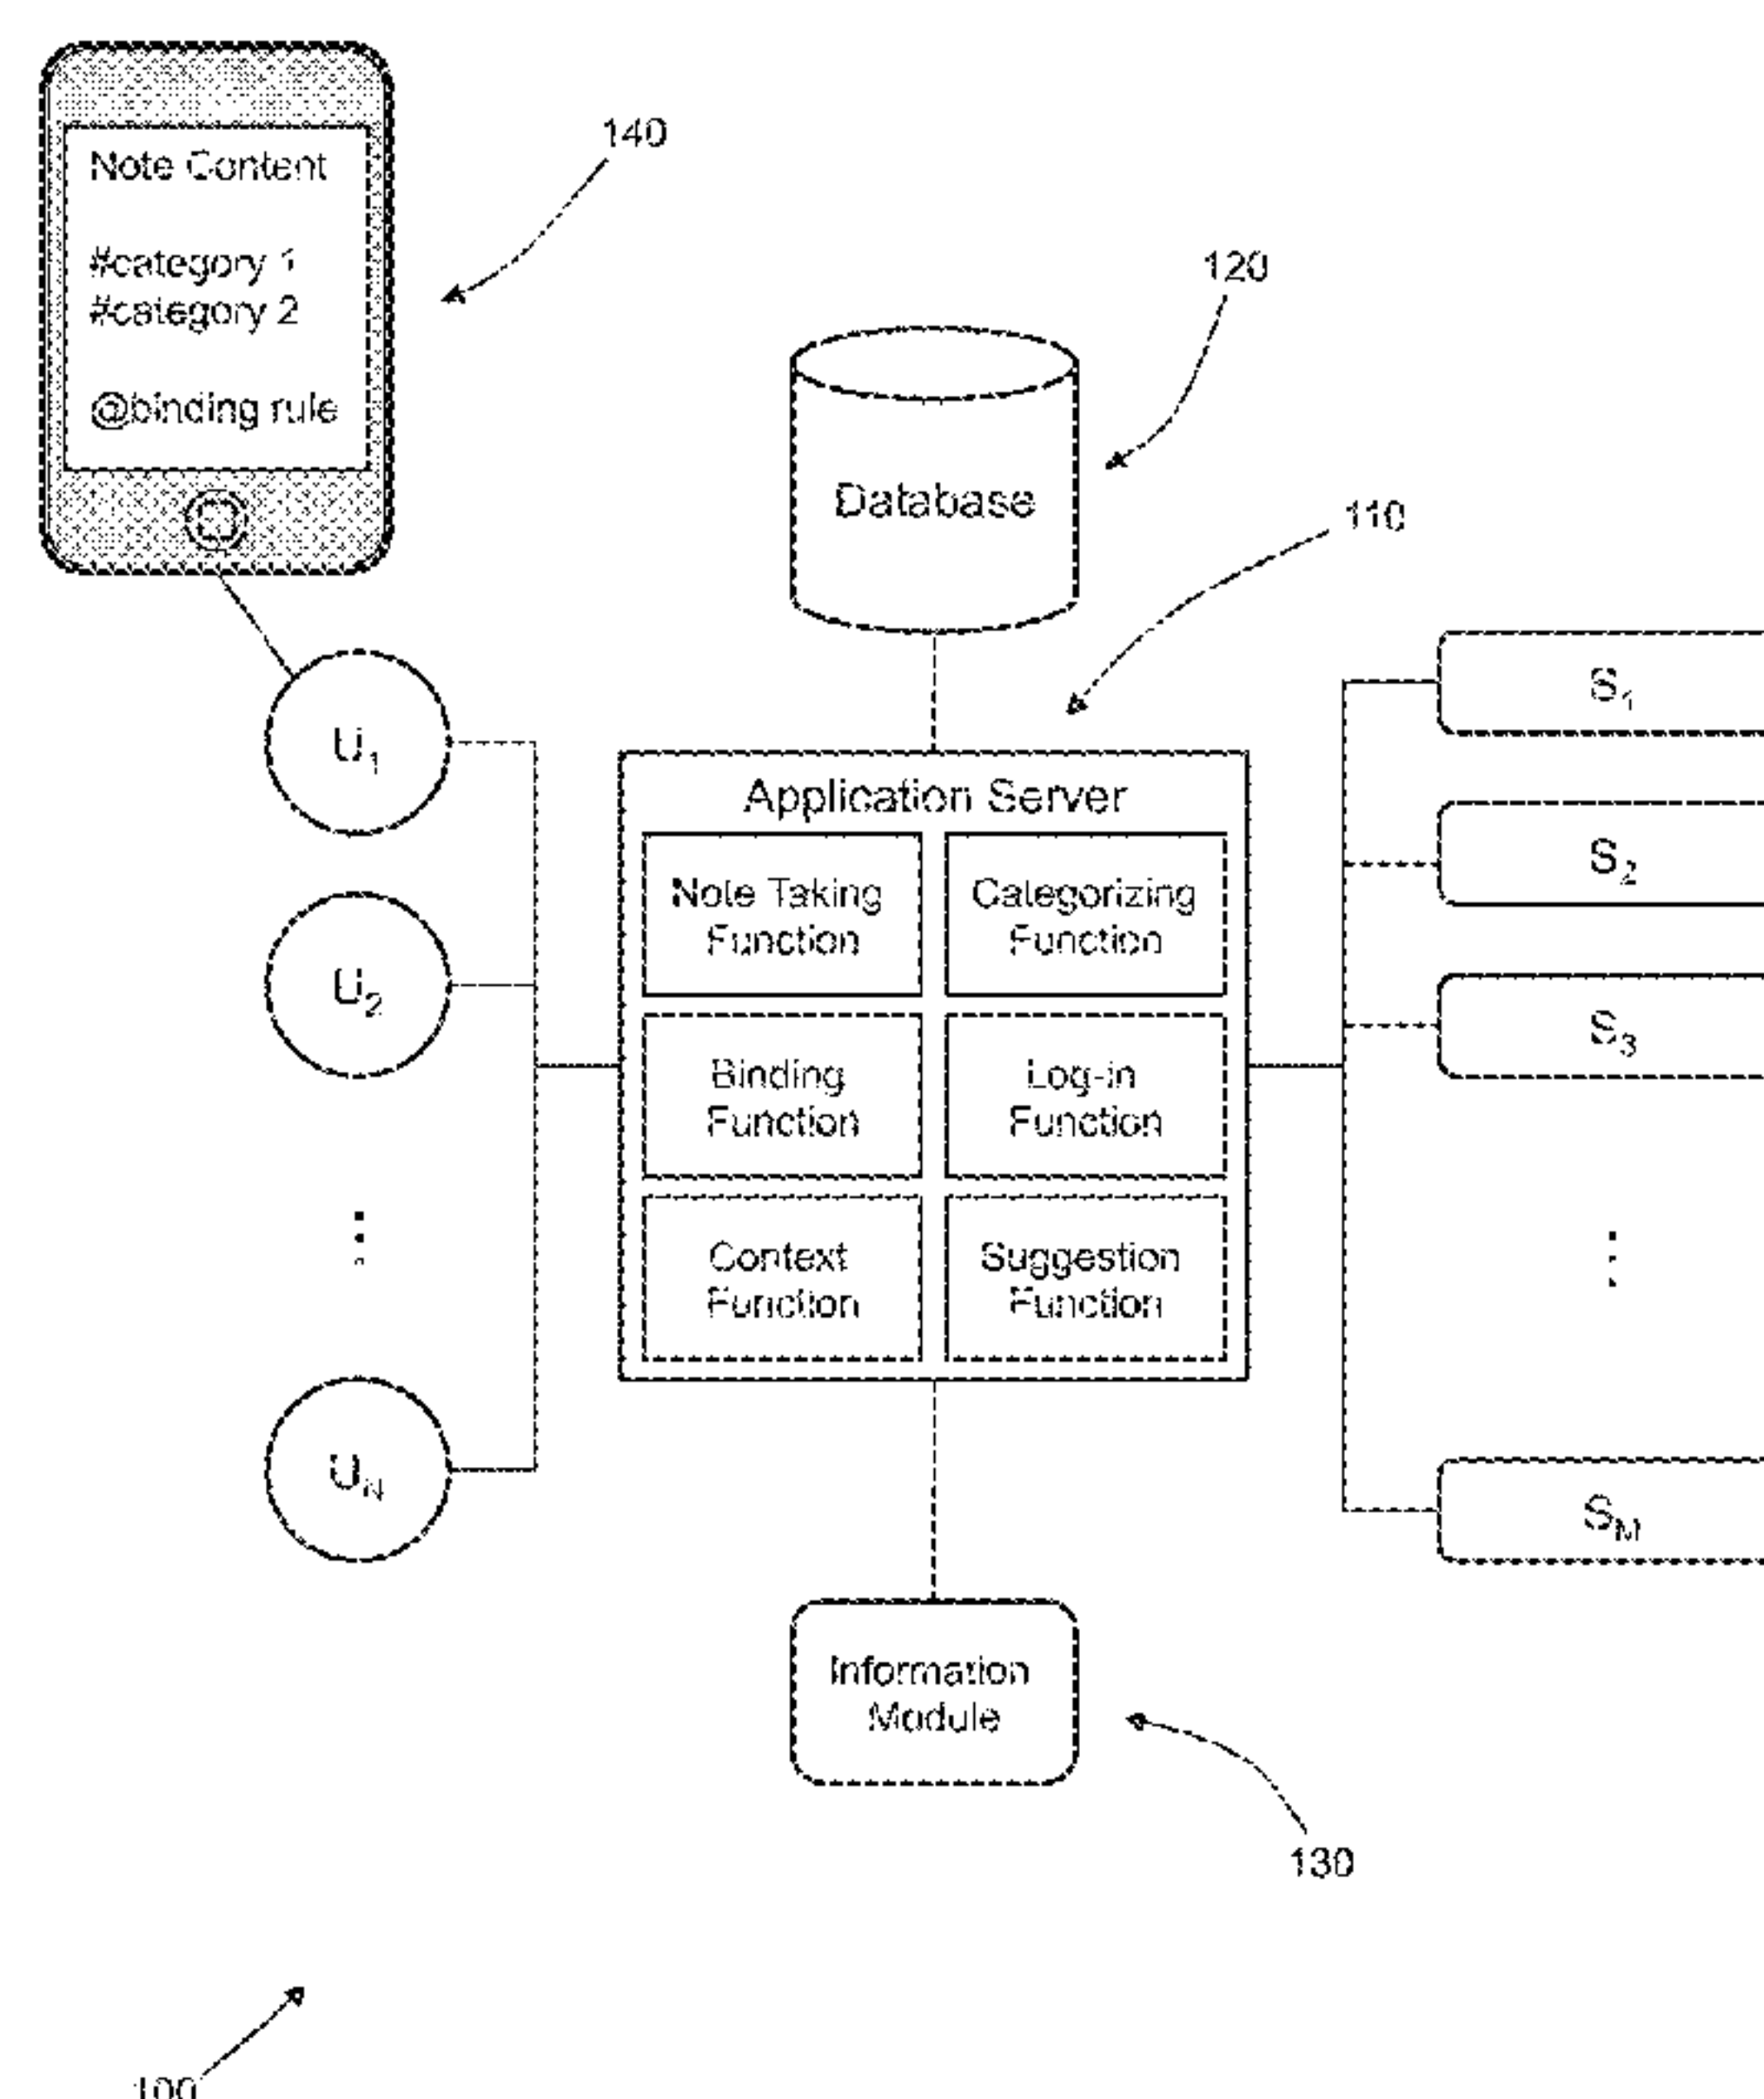 140
Note Content
#category 1
#category 2
@binding rule
120
Database
110
U1
U2
UN
Application Server
Note Taking
Function
Categorizing
Function
Binding
Function
Log-in
Function
Context
Function
Suggestion
Function
S1
S2
S3
SM
Information
Module
130
100